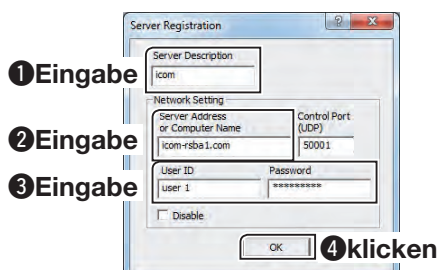 Server Registration
❶Eingabe
Server Description
icom
Network Setting
❷Eingabe
Server Address
or Computer Name
Control Port
(UDP)
icom-rsba1.com
50001
❸Eingabe
User ID
Password
user 1
*********
Disable
OK
❹klicken